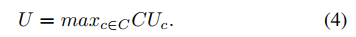 U = max_{c∈C} CU_c. (4)